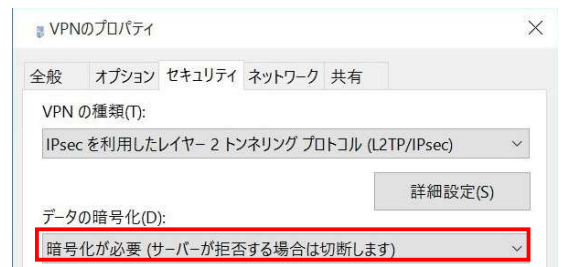 VPNのプロパティ
全般 オプション セキュリティ ネットワーク 共有
VPN の種類(T):
IPsec を利用したレイヤー 2 トンネリング プロトコル (L2TP/IPsec)
詳細設定(S)
データの暗号化(D):
暗号化が必要 (サーバーが拒否する場合は切断します)